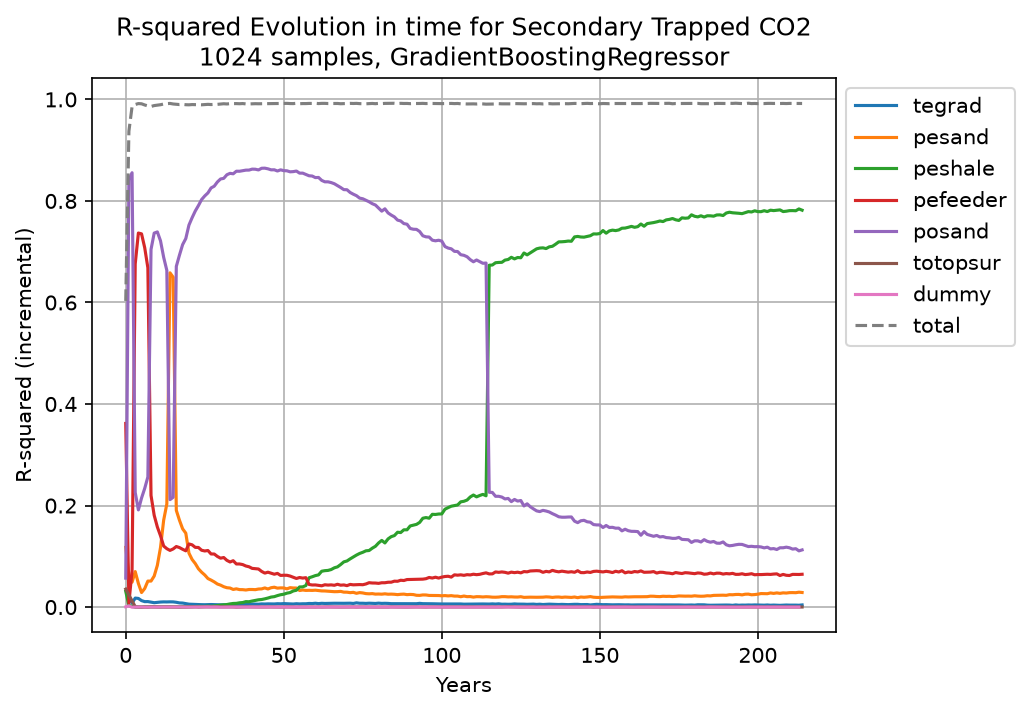 R-squared Evolution in time for Secondary Trapped CO2
1024 samples, GradientBoostingRegressor
R-squared (incremental)
1.0
0.8
0.6
0.4
0.2
0.0
0
50
100
150
200
Years
tegrad
pesand
peshale
pefeeder
posand
totopsur
dummy
total